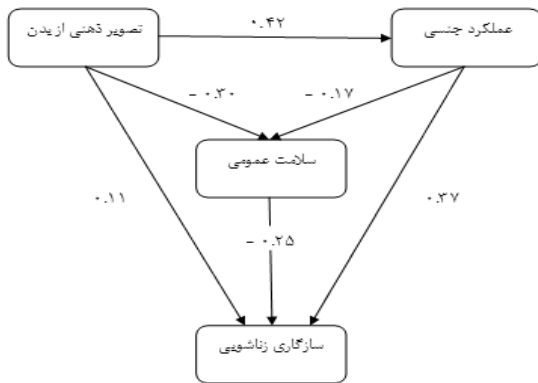 تصویر ذهنی از بدن
۰.۴۲
عملکرد جنسی
- ۰.۳۰
- ۰.۱۷
سلامت عمومی
۰.۱۱
۰.۳۷
- ۰.۲۵
سازگاری زناشویی